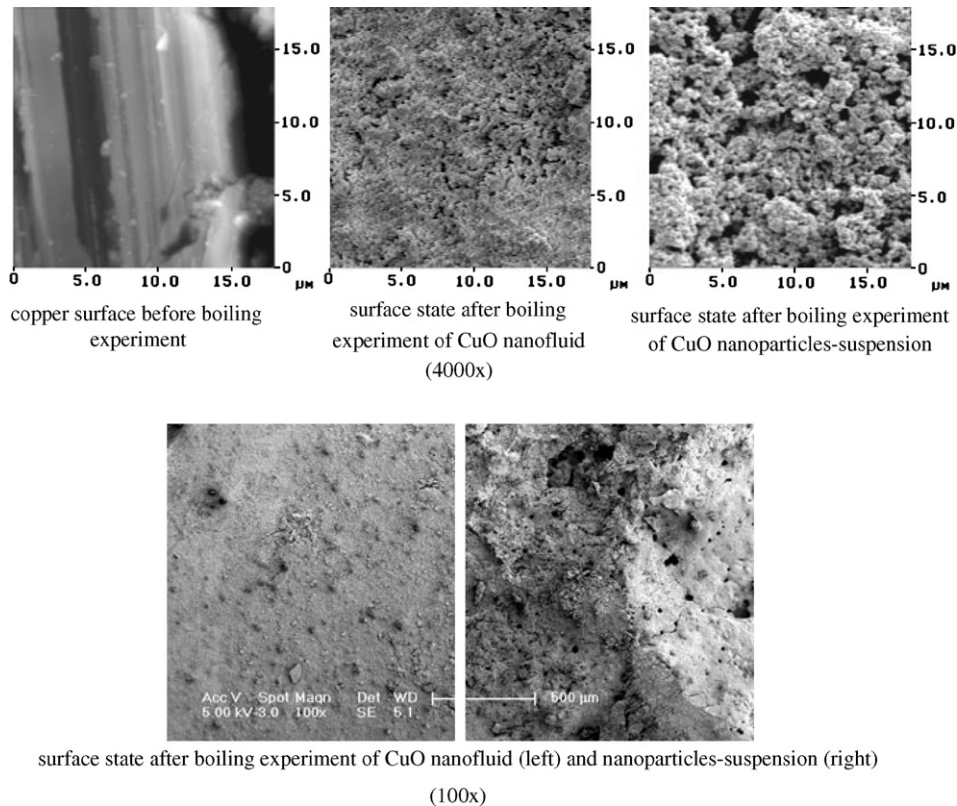 15.0
10.0
5.0
0
0 5.0 10.0 15.0 μM
copper surface before boiling
experiment
15.0
10.0
5.0
0
0 5.0 10.0 15.0 μM
surface state after boiling
experiment of CuO nanofluid
(4000x)
15.0
10.0
5.0
0
0 5.0 10.0 15.0 μM
surface state after boiling experiment
of CuO nanoparticles-suspension
Acc V Spot Magn Det WD
5.00 kV 3.0 100x SE 5.1
500 μm
surface state after boiling experiment of CuO nanofluid (left) and nanoparticles-suspension (right)
(100x)